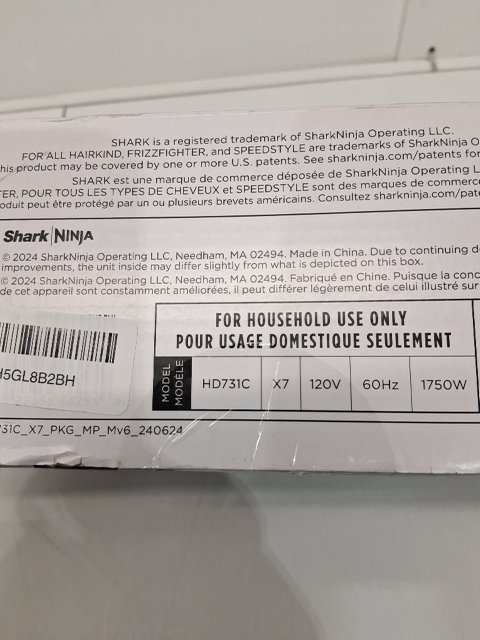 SHARK is a registered trademark of SharkNinja Operating LLC.
FOR ALL HAIRKIND, FRIZZFIGHTER, and SPEEDSTYLE are trademarks of SharkNinja O
his product may be covered by one or more U.S. patents. See sharkninja.com/patents for
SHARK est une marque de commerce déposée de SharkNinja Operating L
TER, POUR TOUS LES TYPES DE CHEVEUX et SPEEDSTYLE sont des marques de commerc
oduit peut être protégé par un ou plusieurs brevets américains. Consultez sharkninja.com/pate
Shark | NINJA
© 2024 SharkNinja Operating LLC, Needham, MA 02494. Made in China. Due to continuing d
improvements, the unit inside may differ slightly from what is depicted on this box.
© 2024 SharkNinja Operating LLC, Needham, MA 02494. Fabriqué en Chine. Puisque la conc
de cet appareil sont constamment améliorées, il peut différer légèrement de celui illustré sur
FOR HOUSEHOLD USE ONLY
POUR USAGE DOMESTIQUE SEULEMENT
MODEL
MODÈLE
HD731C X7 120V 60Hz 1750W
H5GL8B2BH
731C_X7_PKG_MP_Mv6_240624